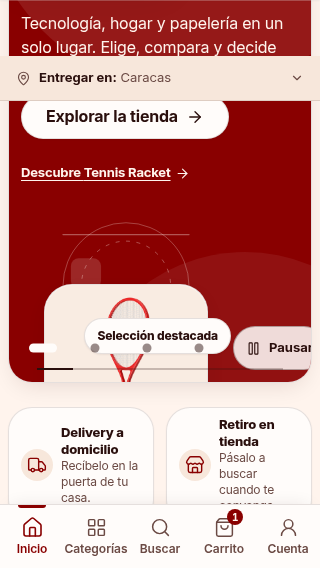 Tecnología, hogar y papelería en un
solo lugar. Elige, compara y decide
Entregar en: Caracas
Explorar la tienda
Descubre Tennis Racket
Selección destacada
Pausar
Delivery a
domicilio
Recíbelo en la
puerta de tu
casa.
Retiro en
tienda
Pásalo a
buscar
cuando te
1
Inicio
Categorías
Buscar
Carrito
Cuenta